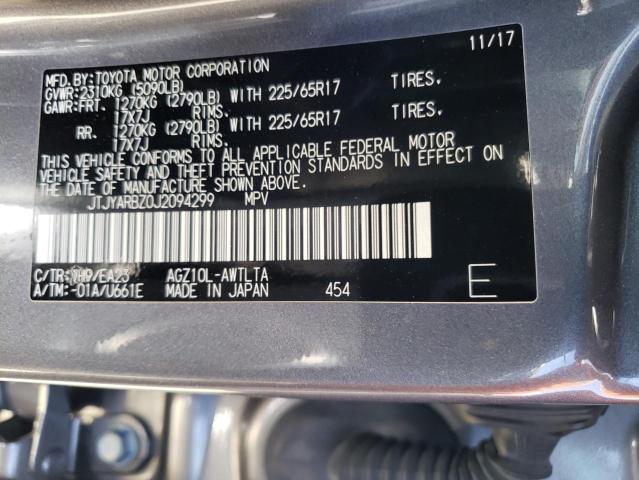 MFD.BY:TOYOTA MOTOR CORPORATION 11/17
GVWR:2310KG (5090LB)
GAWR:FRT. 1270KG (2790LB) WITH 225/65R17 TIRES,
17X7J RIMS.
RR. 1270KG (2790LB) WITH 225/65R17 TIRES,
17X7J RIMS.
THIS VEHICLE CONFORMS TO ALL APPLICABLE FEDERAL MOTOR
VEHICLE SAFETY AND THEFT PREVENTION STANDARDS IN EFFECT ON
THE DATE OF MANUFACTURE SHOWN ABOVE.
JTJYARBZ0J2094299 MPV
C/TR: 1H9/EA23 AGZ10L-AWTLTA
A/TM: -01A/U661E MADE IN JAPAN 454 E